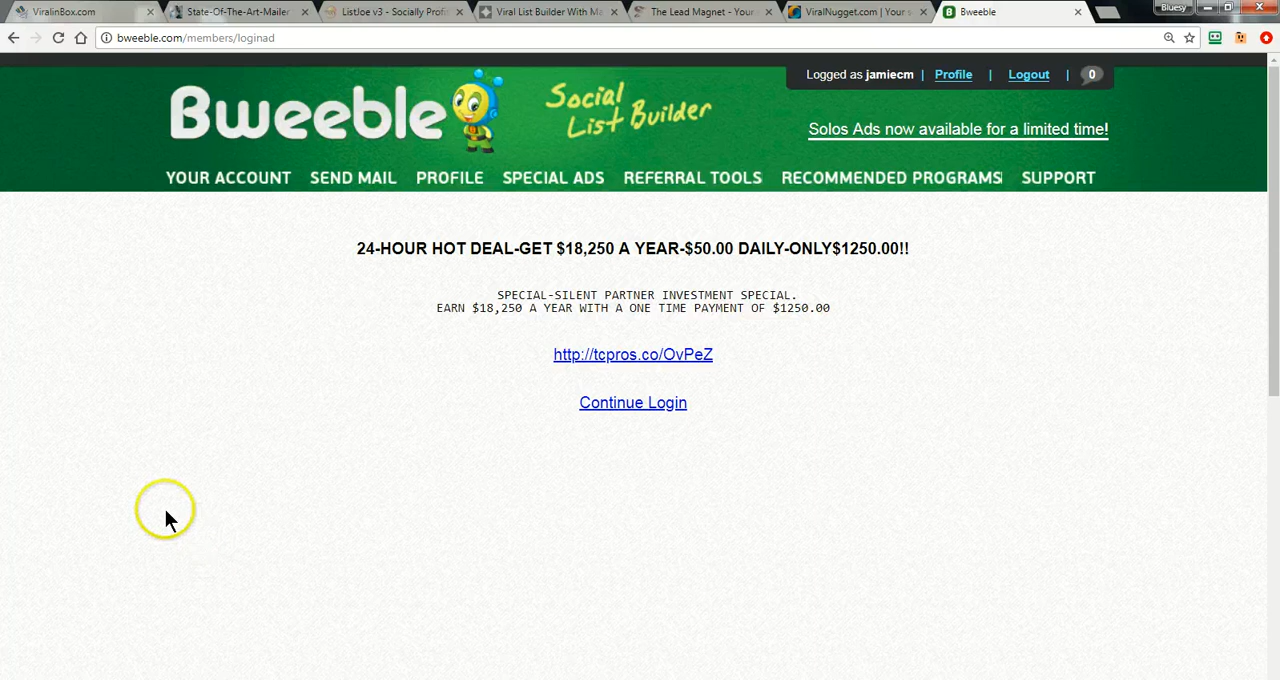 ViralinBox.com
State-Of-The-Art-Mailer
ListJoe v3 - Socially Profi
Viral List Builder With Ma
The Lead Magnet - Your
ViralNugget.com | Your s
Bweeble
Bluesy
bweeble.com/members/loginad
Logged as jamiecm | Profile | Logout | 0
Bweeble
Social
List Builder
Solos Ads now available for a limited time!
YOUR ACCOUNT SEND MAIL PROFILE SPECIAL ADS REFERRAL TOOLS RECOMMENDED PROGRAMS SUPPORT
24-HOUR HOT DEAL-GET $18,250 A YEAR-$50.00 DAILY-ONLY$1250.00!!
SPECIAL-SILENT PARTNER INVESTMENT SPECIAL.
EARN $18,250 A YEAR WITH A ONE TIME PAYMENT OF $1250.00
http://tcpros.co/OvPeZ
Continue Login